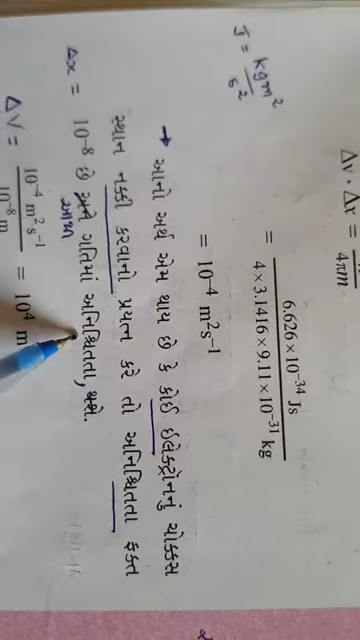 J = kgm²/s²
Δv · Δx = /4πm
= 6.626 × 10⁻³⁴ Js / 4 × 3.1416 × 9.11 × 10⁻³¹ kg
= 10⁻⁴ m²s⁻¹
→ આનો અર્થ એમ થાય છે કે કોઈ ઈલેક્ટ્રૉનનું ચોક્કસ
સ્થાન નક્કી કરવાનો પ્રયત્ન કરે તો અનિશ્ચિતતા ફક્ત
Δx = 10⁻⁸ છે અને ગતિમાં અનિશ્ચિતતા, થશે.
ΔV = 10⁻⁴ m²s⁻¹ / 10⁻⁸ m = 10⁴ m